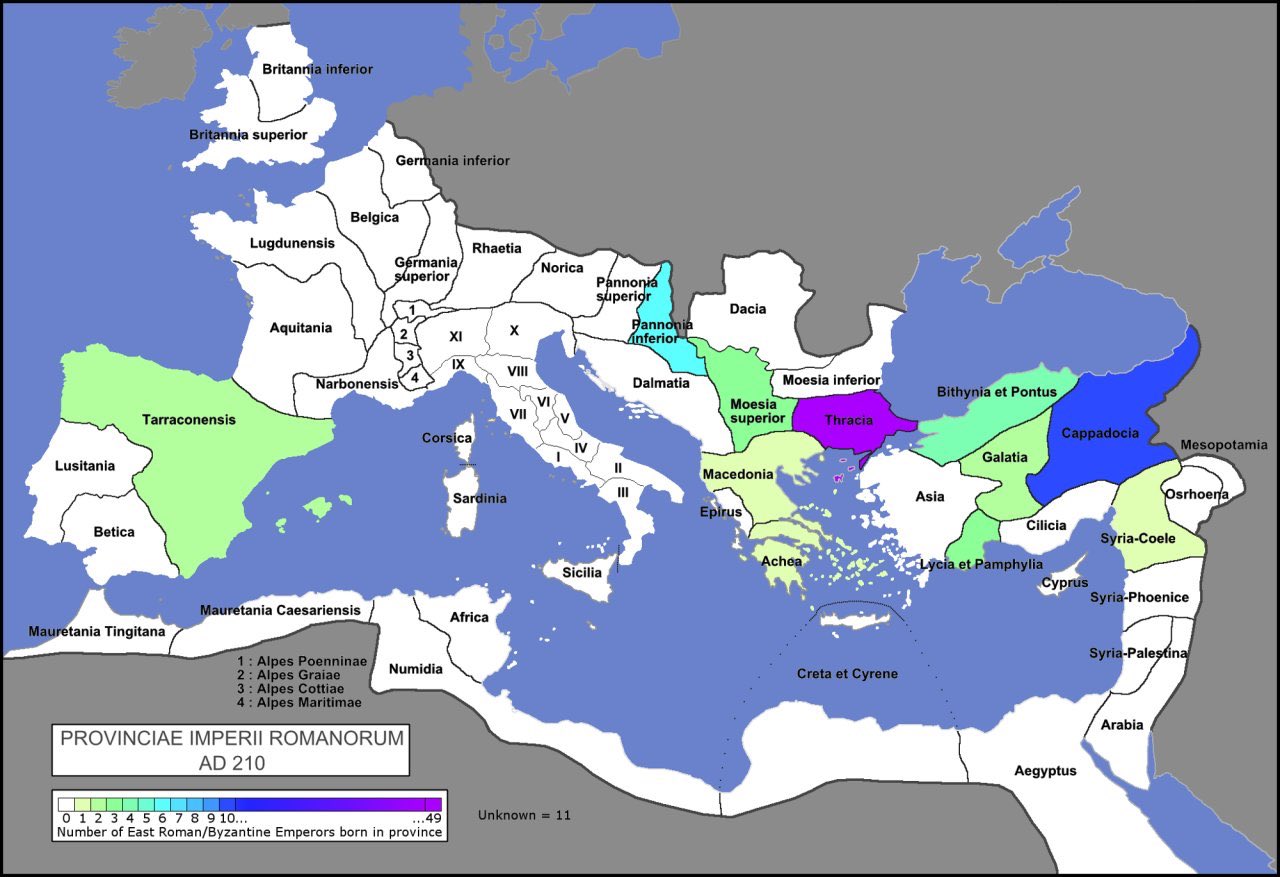 Britannia inferior
Britannia superior
Germania inferior
Belgica
Lugdunensis
Germania
superior
Rhaetia
Norica
Pannonia
superior
Pannonia
inferior
Dacia
Aquitania
1
2
3
4
XI
X
IX
VIII
VII
VI
V
IV
I
II
III
Narbonensis
Dalmatia
Moesia inferior
Moesia
superior
Thracia
Bithynia et Pontus
Cappadocia
Galatia
Mesopotamia
Osrhoena
Tarraconensis
Lusitania
Betica
Corsica
Sardinia
Sicilia
Macedonia
Epirus
Achea
Asia
Cilicia
Lycia et Pamphylia
Syria-Coele
Cyprus
Syria-Phoenice
Syria-Palestina
Arabia
Mauretania Tingitana
Mauretania Caesariensis
Africa
Numidia
Creta et Cyrene
Aegyptus
1 : Alpes Poenninae
2 : Alpes Graiae
3 : Alpes Cottiae
4 : Alpes Maritimae
PROVINCIAE IMPERII ROMANORUM
AD 210
0 1 2 3 4 5 6 7 8 9 10... ...49
Number of East Roman/Byzantine Emperors born in province
Unknown = 11